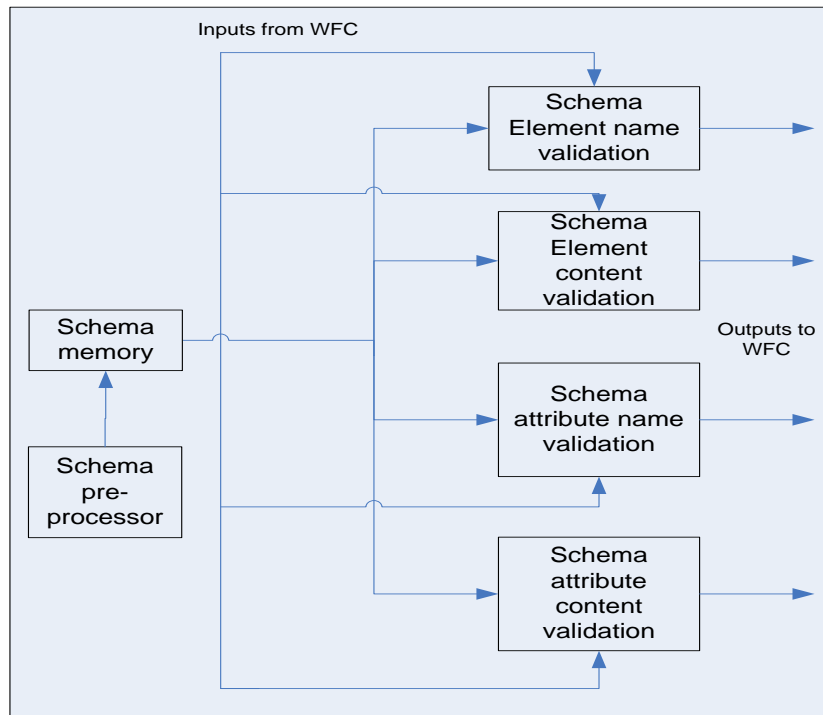 Inputs from WFC
Schema
Element name
validation
Schema
Element
content
validation
Schema
memory
Outputs to
WFC
Schema
attribute name
validation
Schema
pre-
processor
Schema
attribute
content
validation